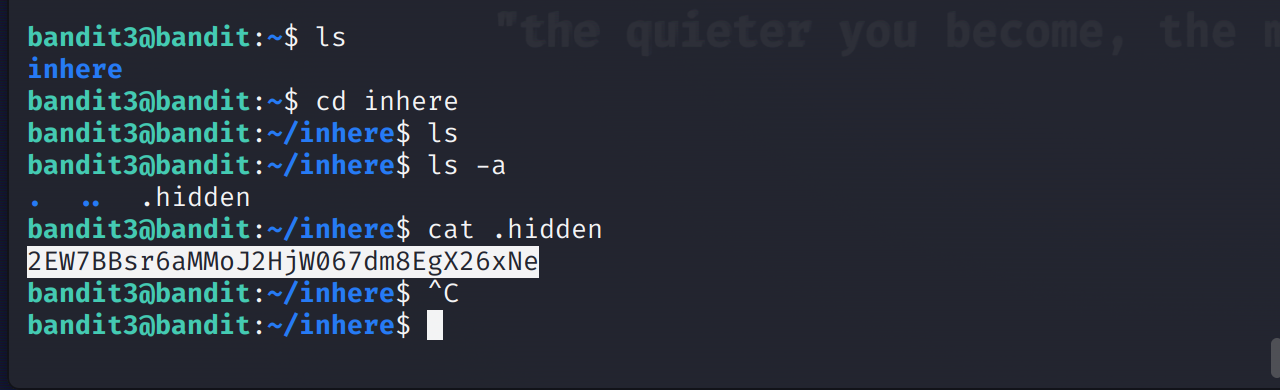 "the quieter you become, the m
bandit3@bandit:~$ ls
inhere
bandit3@bandit:~$ cd inhere
bandit3@bandit:~/inhere$ ls
bandit3@bandit:~/inhere$ ls -a
. .. .hidden
bandit3@bandit:~/inhere$ cat .hidden
2EW7BBsr6aMMoJ2HjW067dm8EgX26xNe
bandit3@bandit:~/inhere$ ^C
bandit3@bandit:~/inhere$